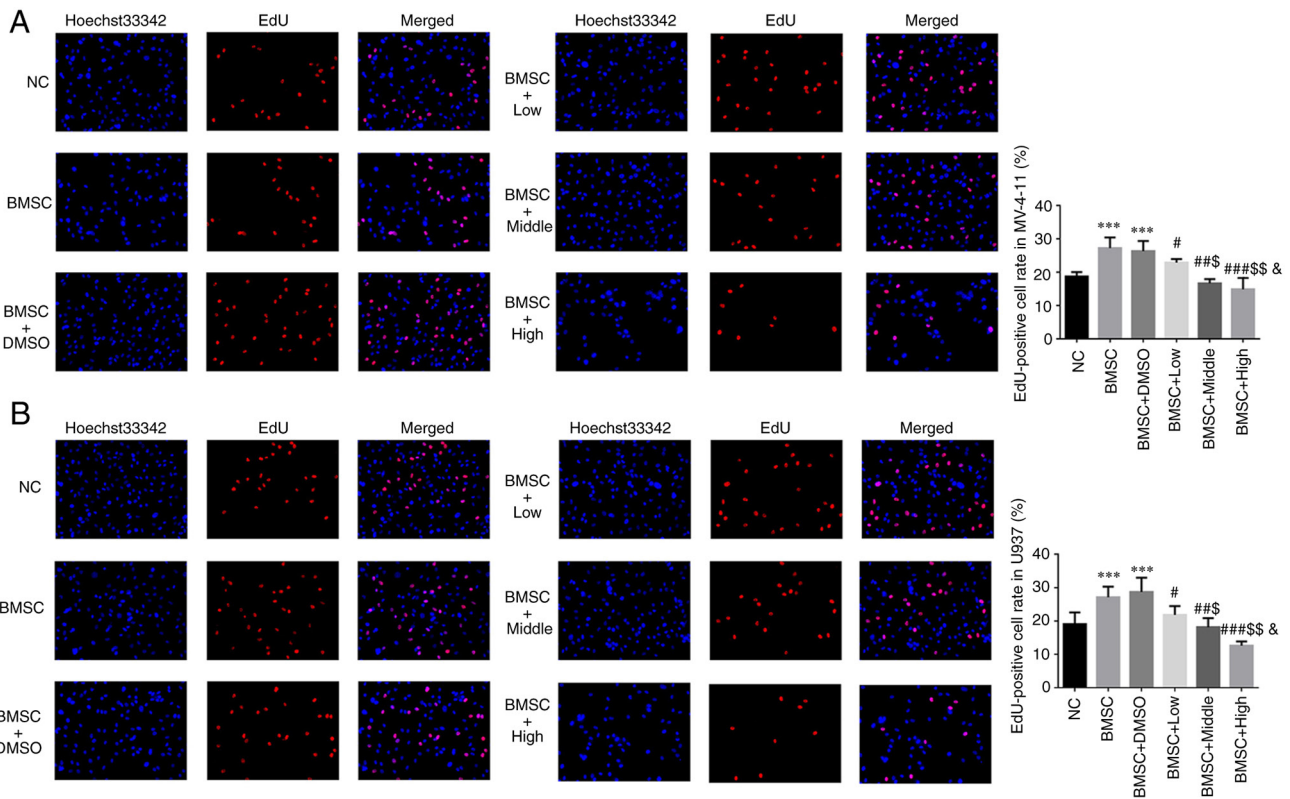 A
Hoechst33342 EdU Merged Hoechst33342 EdU Merged
NC
BMSC
+
Low
BMSC
BMSC
+
Middle
BMSC
+
DMSO
BMSC
+
High
EdU-positive cell rate in MV-4-11 (%)
40
30
20
10
0
*** *** # ##$ ###$$ &
NC BMSC BMSC+DMSO BMSC+Low BMSC+Middle BMSC+High
B
Hoechst33342 EdU Merged Hoechst33342 EdU Merged
NC
BMSC
+
Low
BMSC
BMSC
+
Middle
BMSC
+
DMSO
BMSC
+
High
EdU-positive cell rate in U937 (%)
40
30
20
10
0
*** *** # ##$ ###$$ &
NC BMSC BMSC+DMSO BMSC+Low BMSC+Middle BMSC+High